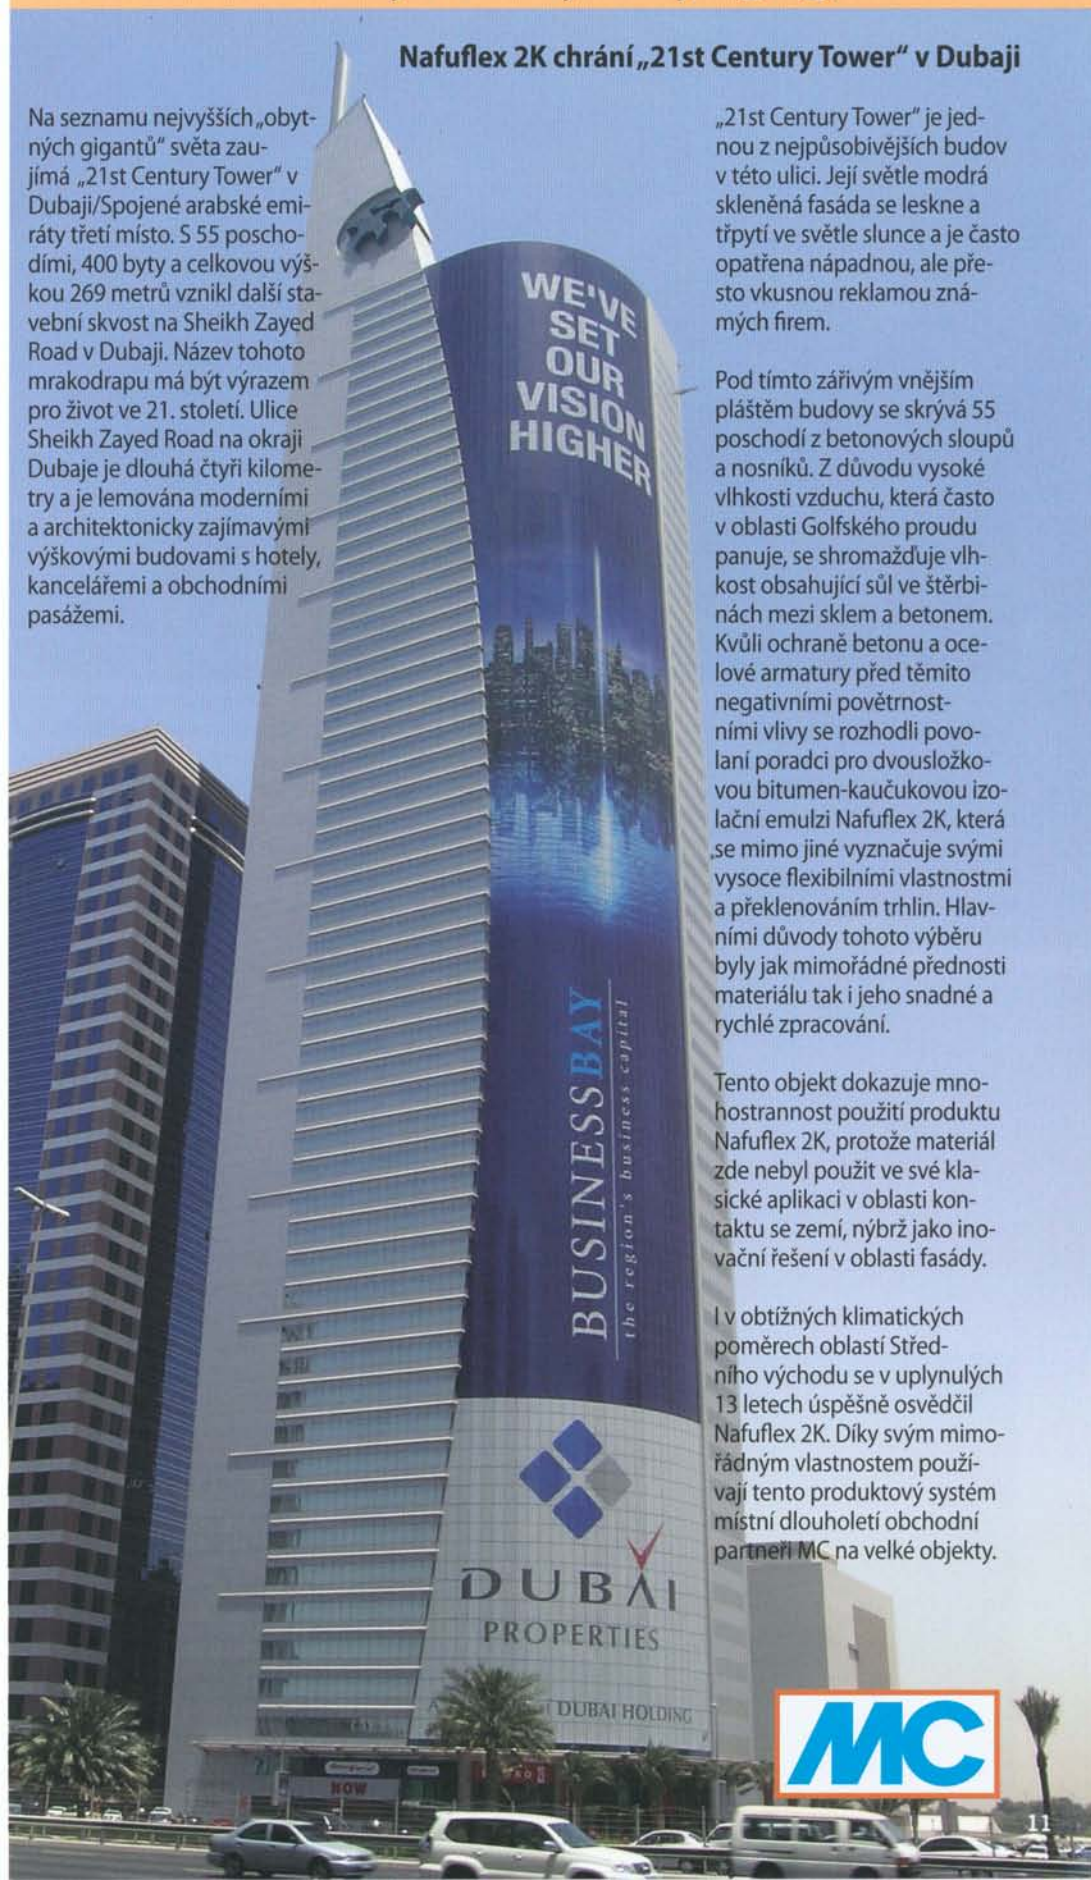 Nafuflex 2K chrání „21st Century Tower“ v Dubaji
Na seznamu nejvyšších „obyt-
ných gigantů“ světa zau-
jímá „21st Century Tower“ v
Dubaji/Spojené arabské emi-
ráty třetí místo. S 55 poscho-
dími, 400 byty a celkovou výš-
kou 269 metrů vznikl další sta-
vební skvost na Sheikh Zayed
Road v Dubaji. Název tohoto
mrakodrapu má být výrazem
pro život ve 21. století. Ulice
Sheikh Zayed Road na okraji
Dubaje je dlouhá čtyři kilome-
try a je lemována moderními
a architektonicky zajímavými
výškovými budovami s hotely,
kancelářemi a obchodními
pasážemi.
„21st Century Tower“ je jed-
nou z nejpůsobivějších budov
v této ulici. Její světle modrá
skleněná fasáda se leskne a
třpytí ve světle slunce a je často
opatřena nápadnou, ale pře-
sto vkusnou reklamou zná-
mých firem.
Pod tímto zářivým vnějším
pláštěm budovy se skrývá 55
poschodí z betonových sloupů
a nosníků. Z důvodu vysoké
vlhkosti vzduchu, která často
v oblasti Golfského proudu
panuje, se shromažďuje vlh-
kost obsahující sůl ve štěrbi-
nách mezi sklem a betonem.
Kvůli ochraně betonu a oce-
lové armatury před těmito
negativními povětrnost-
ními vlivy se rozhodli povo-
laní poradci pro dvousložko-
vou bitumen-kaučukovou izo-
lační emulzi Nafuflex 2K, která
se mimo jiné vyznačuje svými
vysoce flexibilními vlastnostmi
a překlenováním trhlin. Hlav-
ními důvody tohoto výběru
byly jak mimořádné přednosti
materiálu tak i jeho snadné a
rychlé zpracování.
Tento objekt dokazuje mno-
hostrannost použití produktu
Nafuflex 2K, protože materiál
zde nebyl použit ve své kla-
sické aplikaci v oblasti kon-
taktu se zemí, nýbrž jako ino-
vační řešení v oblasti fasády.
I v obtížných klimatických
poměrech oblastí Střed-
ního východu se v uplynulých
13 letech úspěšně osvědčil
Nafuflex 2K. Díky svým mimo-
řádným vlastnostem použí-
vají tento produktový systém
místní dlouholetí obchodní
partneři MC na velké objekty.
WE'VE
SET
OUR
VISION
HIGHER
BUSINESS BAY
the region's business capital
DUBAI
PROPERTIES
DUBAI HOLDING
NOW
MC
11